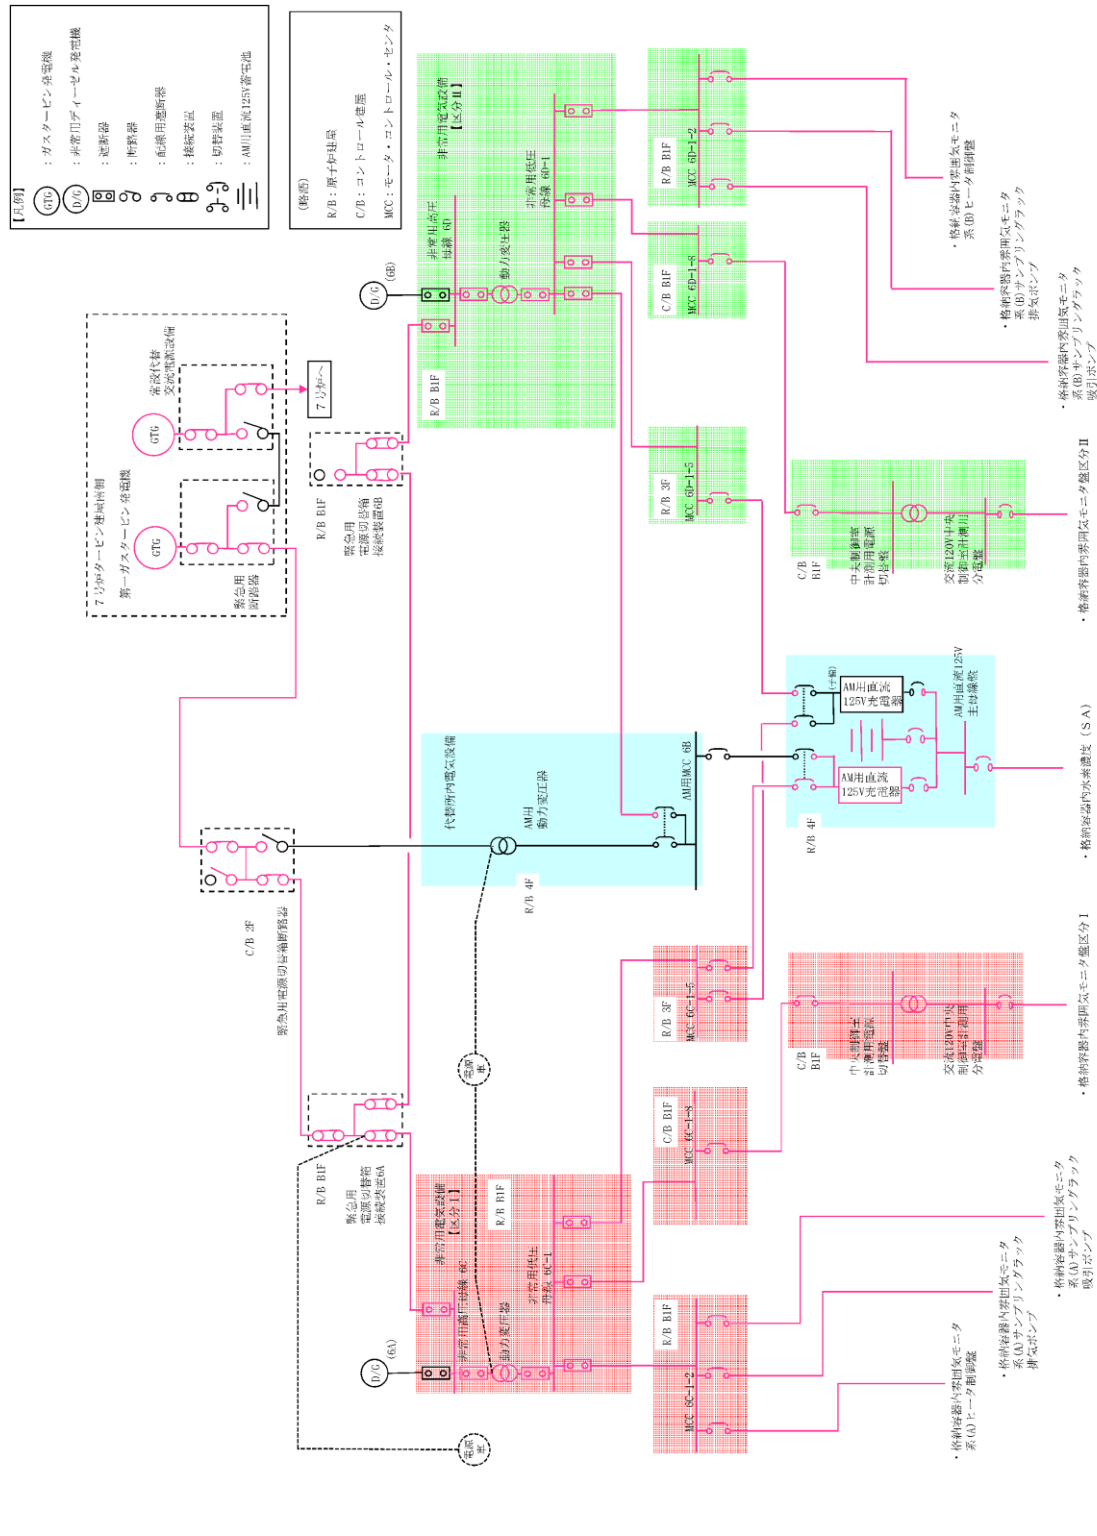 【凡例】
GTG
：ガスタービン発電機
D/G
：非常用ディーゼル発電機
：遮断器
：断路器
：配線用遮断器
：接続装置
：切替装置
：AM用直流125V蓄電池
(略語)
R/B：原子炉建屋
C/B：コントロール建屋
MCC：モータ・コントロール・センタ
7号炉タービン建屋南側
第一ガスタービン発電機
GTG
緊急用
断路器
GTG
常設代替
交流電源設備
7号炉へ
C/B 2F
緊急用電源切替箱断路器
R/B B1F
緊急用
電源切替箱
接続装置6A
R/B B1F
緊急用
電源切替箱
接続装置6B
電源
車
電源
車
D/G
(6A)
非常用電気設備
【区分Ⅰ】
R/B B1F
非常用高圧母線 6C
動力変圧器
非常用低圧
母線 6C-1
代替所内電気設備
AM用
動力変圧器
R/B 4F
AM用MCC 6B
D/G
(6B)
非常用電気設備
【区分Ⅱ】
R/B B1F
非常用高圧
母線 6D
動力変圧器
非常用低圧
母線 6D-1
R/B B1F
MCC 6C-1-2
C/B B1F
MCC 6C-1-8
R/B 3F
MCC 6C-1-5
R/B 3F
MCC 6D-1-5
C/B B1F
MCC 6D-1-8
R/B B1F
MCC 6D-1-2
C/B
B1F
中央制御室
計測用電源
切替盤
交流120V中央
制御室計測用
分電盤
R/B 4F
AM用直流
125V充電器
AM用直流
125V充電器
(予備)
AM用直流125V
主母線盤
C/B
B1F
中央制御室
計測用電源
切替盤
交流120V中央
制御室計測用
分電盤
・格納容器内雰囲気モニタ
系(A)ヒータ制御盤
・格納容器内雰囲気モニタ
系(A)サンプリングラック
排気ポンプ
・格納容器内雰囲気モニタ
系(A)サンプリングラック
吸引ポンプ
・格納容器内雰囲気モニタ盤区分Ⅰ
・格納容器内水素濃度（ＳＡ）
・格納容器内雰囲気モニタ盤区分Ⅱ
・格納容器内雰囲気モニタ
系(B)サンプリングラック
吸引ポンプ
・格納容器内雰囲気モニタ
系(B)サンプリングラック
排気ポンプ
・格納容器内雰囲気モニタ
系(B)ヒータ制御盤